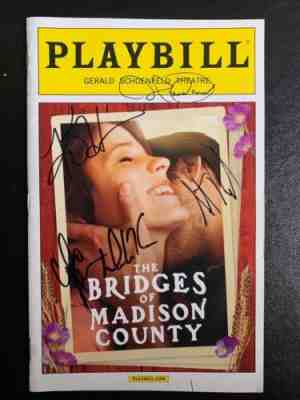 PLAYBILL
GERALD SCHOENFELD THEATRE
THE
BRIDGES
OF
MADISON
COUNTY
PLAYBILL.COM